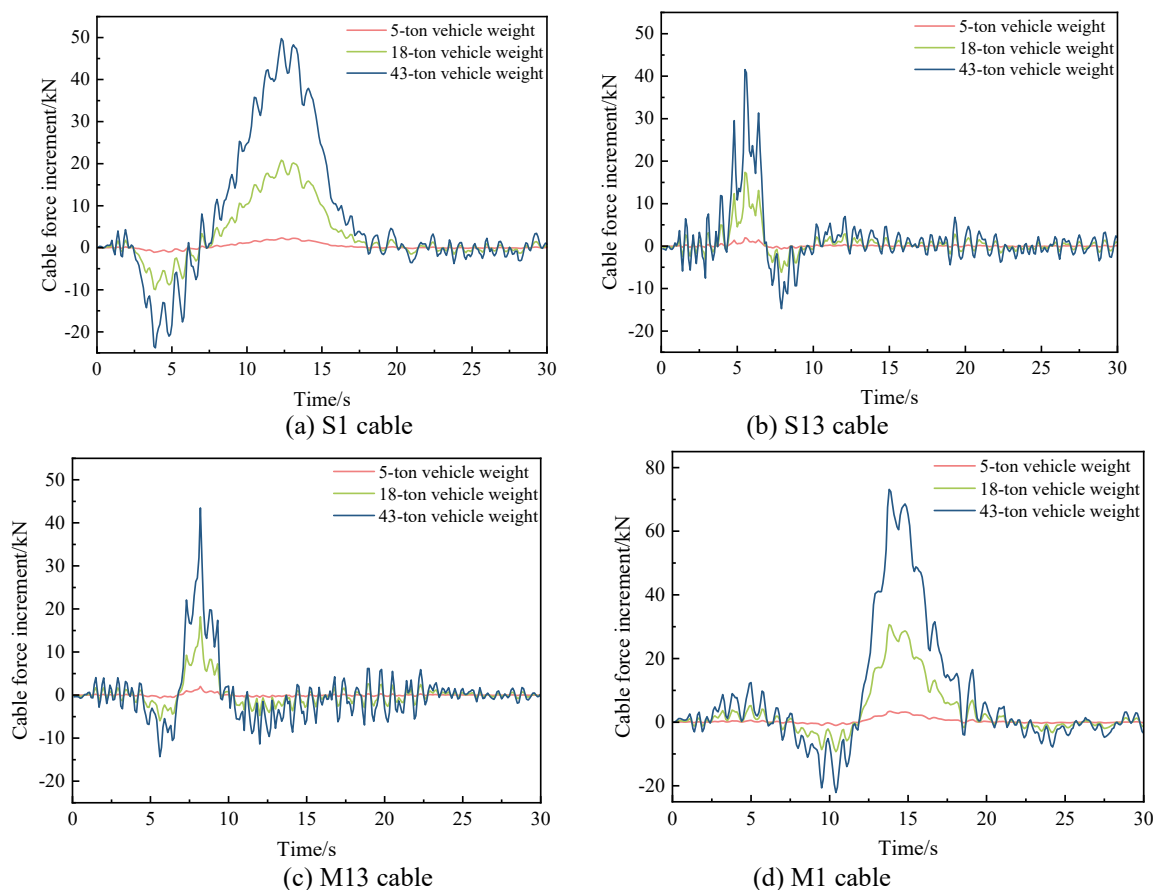 50
40
30
20
10
0
-10
-20
Cable force increment/kN
5-ton vehicle weight
18-ton vehicle weight
43-ton vehicle weight
0 5 10 15 20 25 30
Time/s
(a) S1 cable
50
40
30
20
10
0
-10
-20
Cable force increment/kN
5-ton vehicle weight
18-ton vehicle weight
43-ton vehicle weight
0 5 10 15 20 25 30
Time/s
(b) S13 cable
50
40
30
20
10
0
-10
-20
Cable force increment/kN
5-ton vehicle weight
18-ton vehicle weight
43-ton vehicle weight
0 5 10 15 20 25 30
Time/s
(c) M13 cable
80
60
40
20
0
-20
Cable force increment/kN
5-ton vehicle weight
18-ton vehicle weight
43-ton vehicle weight
0 5 10 15 20 25 30
Time/s
(d) M1 cable